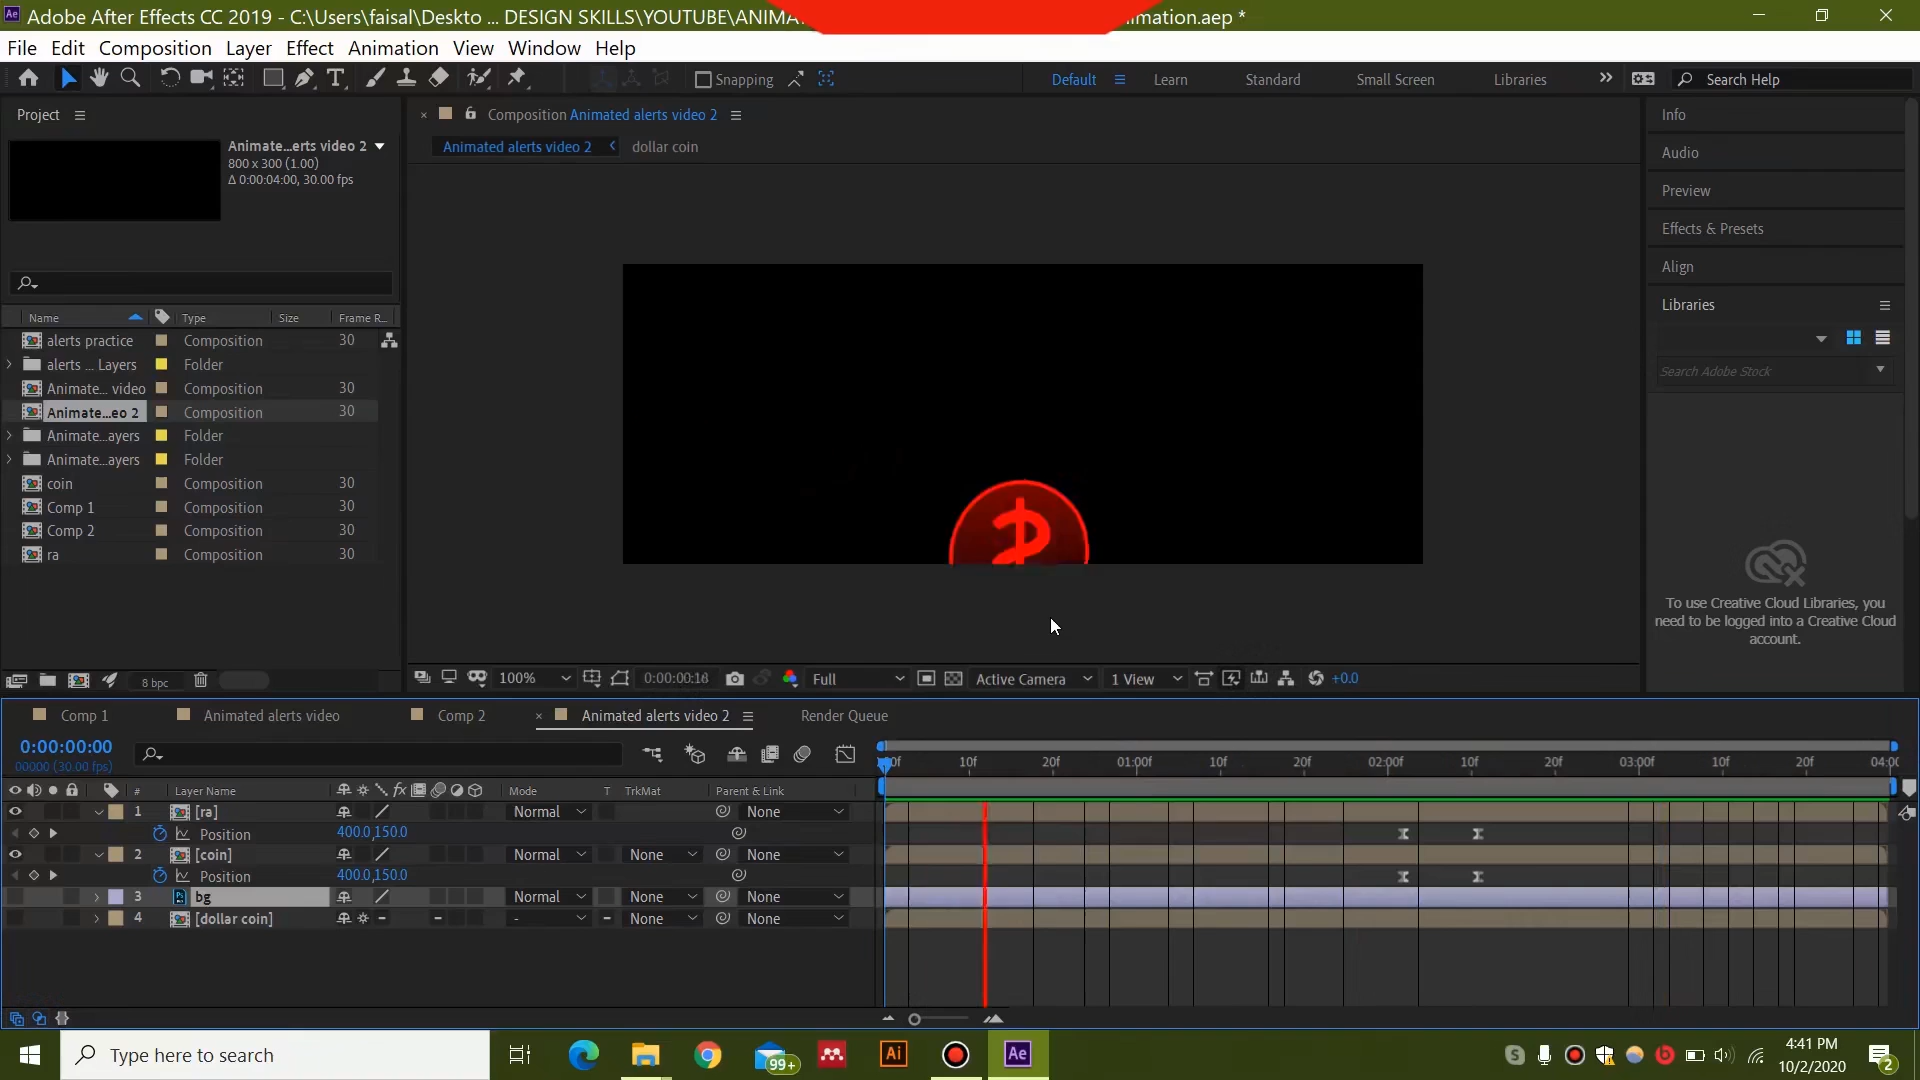 Ae Adobe After Effects CC 2019 - C:\Users\faisal\Deskto ... DESIGN SKILLS\YOUTUBE\ANIMA imation.aep *
File Edit Composition Layer Effect Animation View Window Help
Snapping Default Learn Standard Small Screen Libraries Search Help
Project
Composition Animated alerts video 2
Info
Animate...erts video 2
800 x 300 (1.00)
Δ 0:00:04:00, 30.00 fps
Animated alerts video 2 dollar coin
Audio
Preview
Effects & Presets
Align
Libraries
Search Adobe Stock
Name Type Size Frame R...
alerts practice Composition 30
alerts ... Layers Folder
Animate... video Composition 30
Animate...eo 2 Composition 30
Animate...ayers Folder
Animate...ayers Folder
coin Composition 30
Comp 1 Composition 30
Comp 2 Composition 30
ra Composition 30
To use Creative Cloud Libraries, you
need to be logged into a Creative Cloud
account.
8 bpc
100% 0:00:00:18 Full Active Camera 1 View +0.0
Comp 1 Animated alerts video Comp 2 Animated alerts video 2 Render Queue
0:00:00:00
00000 (30.00 fps)
10f 20f 01:00f 10f 20f 02:00f 10f 20f 03:00f 10f 20f
# Layer Name fx Mode T TrkMat Parent & Link
1 [ra] Normal None
Position 400.0,150.0
2 [coin] Normal None None
Position 400.0,150.0
3 bg Normal None None
4 [dollar coin] - None None
Type here to search
99+
Ai
Ae
4:41 PM
10/2/2020
2